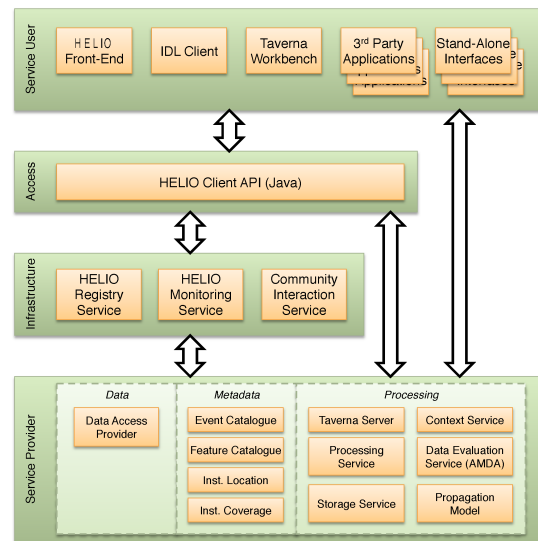 Service User
HELIO
Front-End
IDL Client
Taverna
Workbench
3rd Party
Applications
Applications
Stand-Alone
Interfaces
Interfaces
Access
HELIO Client API (Java)
Infrastructure
HELIO
Registry
Service
HELIO
Monitoring
Service
Community
Interaction
Service
Service Provider
Data
Data Access
Provider
Metadata
Event Catalogue
Feature Catalogue
Inst. Location
Inst. Coverage
Processing
Taverna Server
Context Service
Processing
Service
Data Evaluation
Service (AMDA)
Storage Service
Propagation
Model